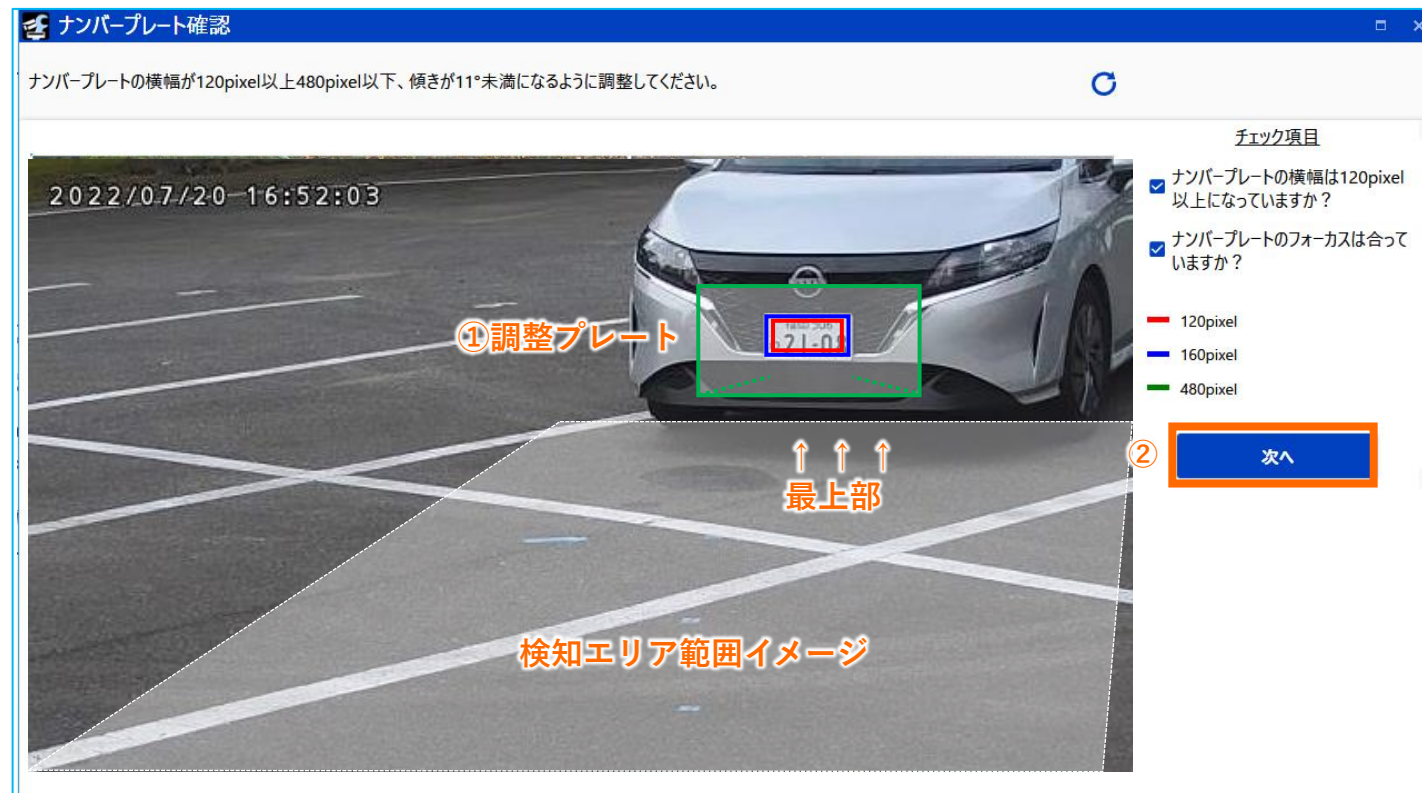 ナンバープレート確認
ナンバープレートの横幅が120pixel以上480pixel以下、傾きが11°未満になるように調整してください。
チェック項目
2022/07/20 16:52:03
ナンバープレートの横幅は120pixel
以上になっていますか？
ナンバープレートのフォーカスは合って
いますか？
①調整プレート
21-0
120pixel
160pixel
480pixel
② 次へ
↑ ↑ ↑
最上部
検知エリア範囲イメージ